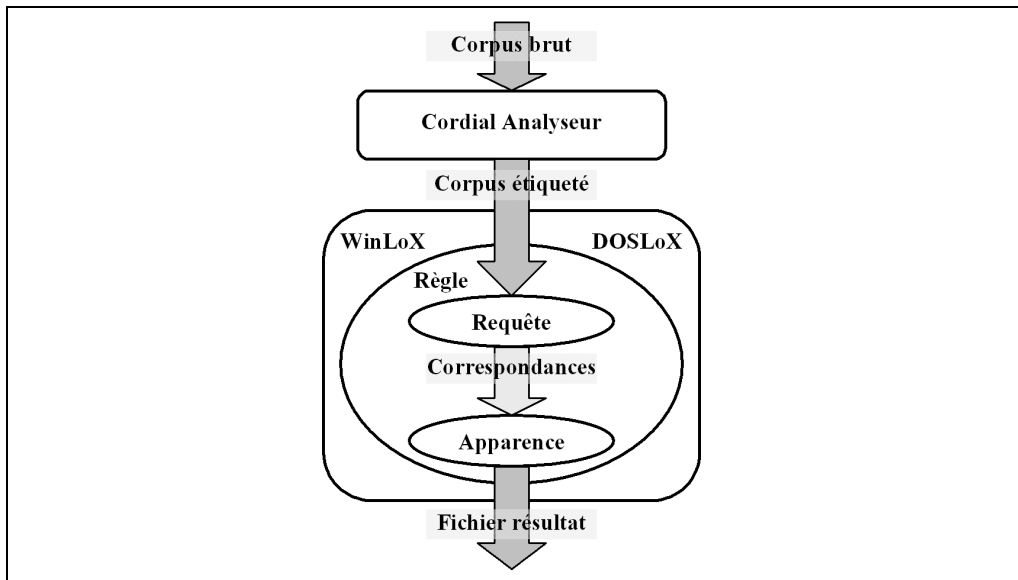 Corpus brut
Cordial Analyseur
Corpus étiqueté
WinLoX
DOSLoX
Règle
Requête
Correspondances
Apparence
Fichier résultat